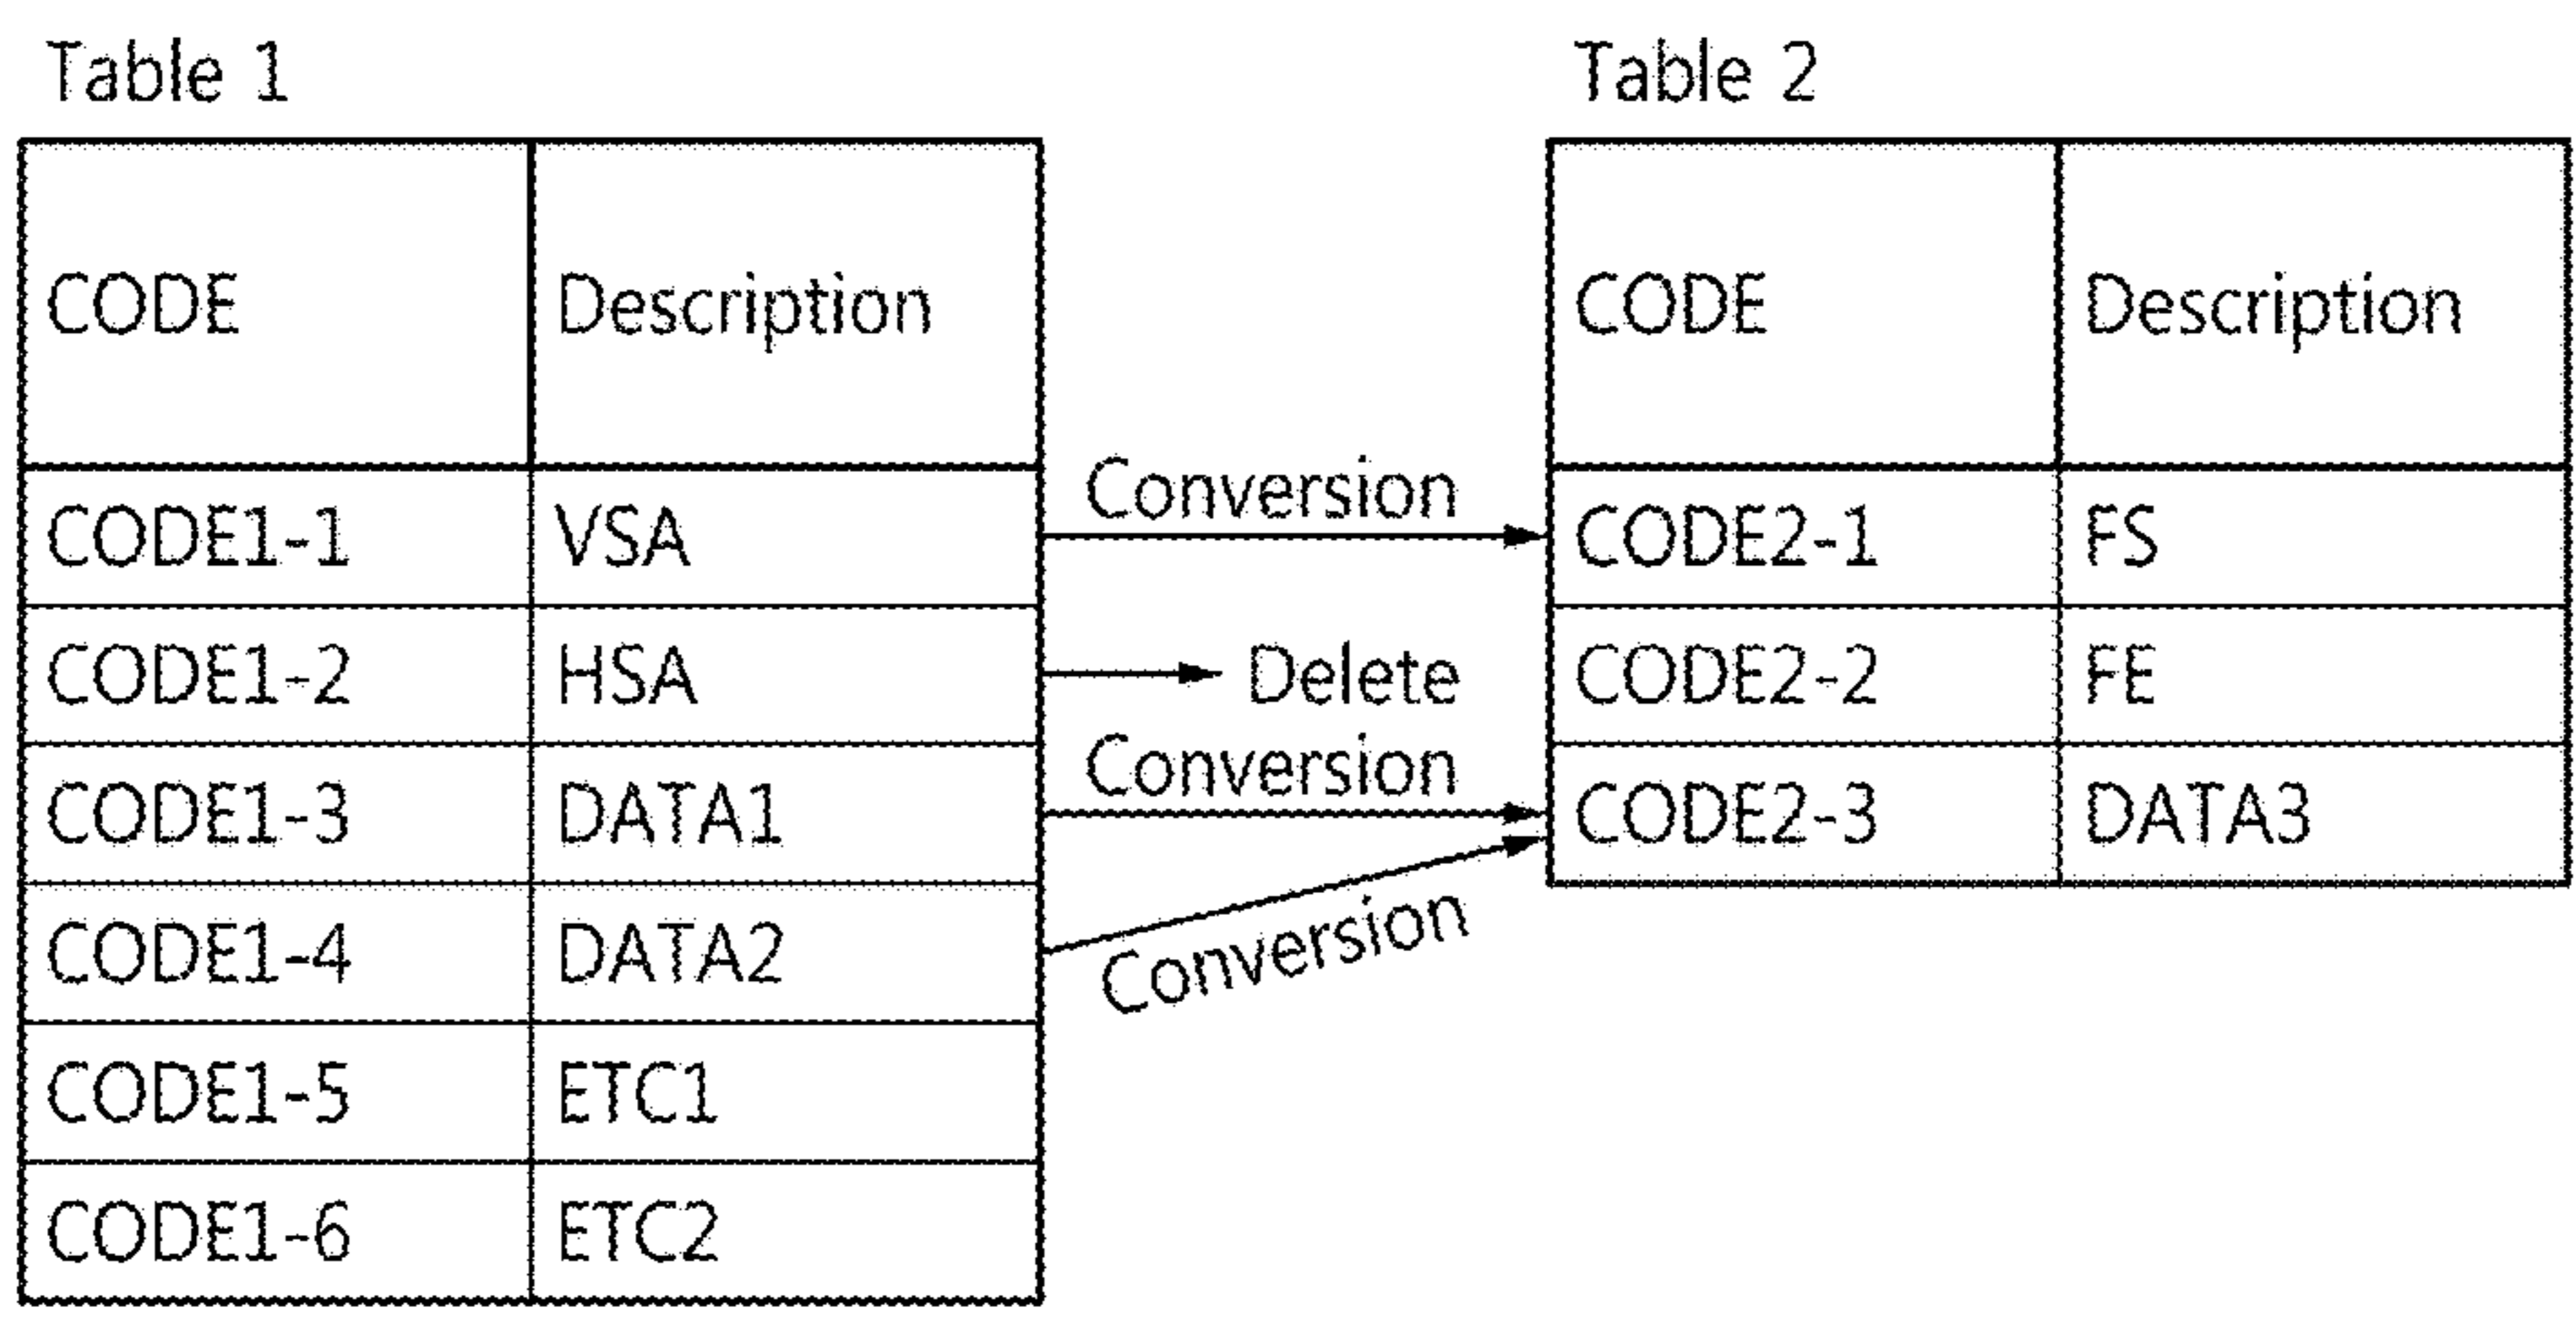 Table 1
CODE Description
CODE1-1 VSA
CODE1-2 HSA
CODE1-3 DATA1
CODE1-4 DATA2
CODE1-5 ETC1
CODE1-6 ETC2
Conversion
Delete
Conversion
Conversion
Table 2
CODE Description
CODE2-1 FS
CODE2-2 FE
CODE2-3 DATA3